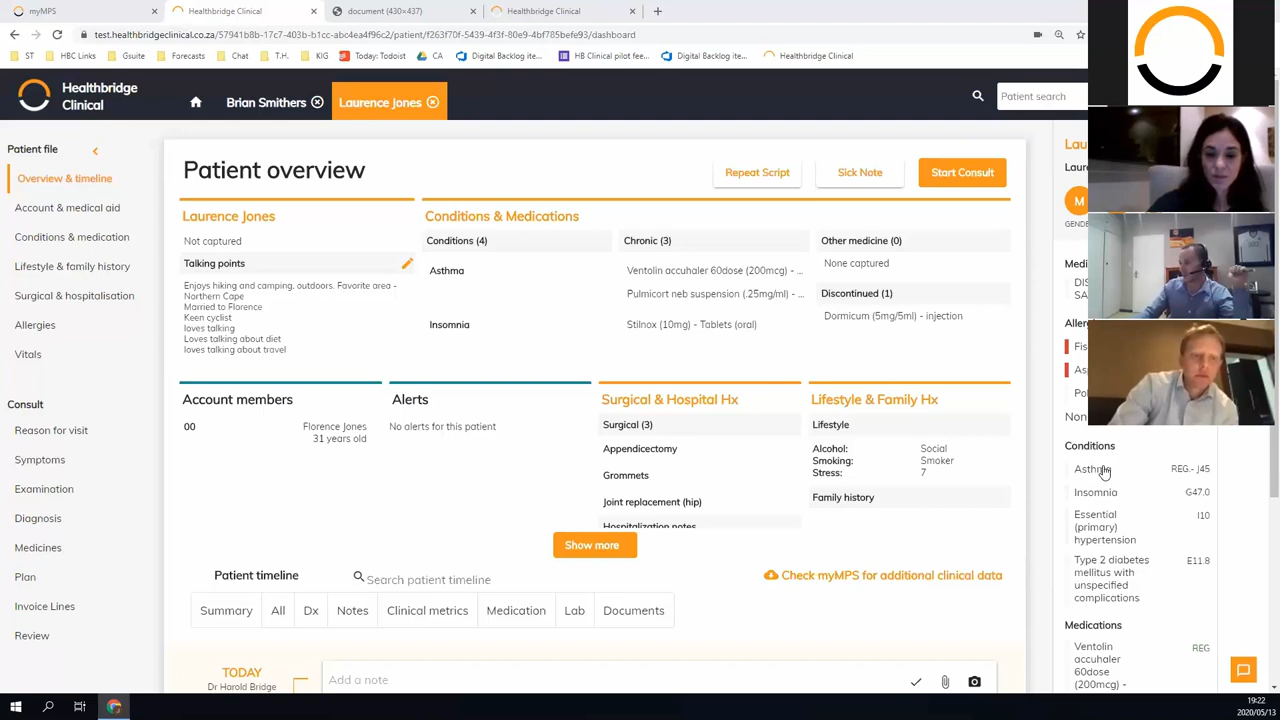 myMPS
Healthbridge Clinical
document (430×437)
Healthbridge Clinical
test.healthbridgeclinical.co.za/57941b8b-17c7-403b-b1cc-abc4ea4f96c2/patient/f263f70f-5439-4f3f-80e9-4bf785befe93/dashboard
ST
HBC Links
Gsuite
Forecasts
Chat
T.H.
KIG
Today: Todoist
CA
Digital Backlog ite...
HB Clinical pilot fee...
Digital Backlog ite...
Healthbridge Clinical
Healthbridge
Clinical
Brian Smithers
Laurence Jones
Patient search
Patient file
Overview & timeline
Account & medical aid
Conditions & medication
Lifestyle & family history
Surgical & hospitalisation
Allergies
Vitals
Consult
Reason for visit
Symptoms
Examination
Diagnosis
Medicines
Plan
Invoice Lines
Review
Patient overview
Repeat Script
Sick Note
Start Consult
Laurence Jones
Not captured
Talking points
Enjoys hiking and camping, outdoors. Favorite area -
Northern Cape
Married to Florence
Keen cyclist
loves talking
Loves talking about diet
loves talking about travel
Conditions & Medications
Conditions (4)
Chronic (3)
Other medicine (0)
Asthma
Ventolin accuhaler 60dose (200mcg) - ...
None captured
Pulmicort neb suspension (.25mg/ml) - ...
Discontinued (1)
Insomnia
Stilnox (10mg) - Tablets (oral)
Dormicum (5mg/5ml) - injection
Account members
00
Florence Jones
31 years old
Alerts
No alerts for this patient
Surgical & Hospital Hx
Surgical (3)
Appendicectomy
Grommets
Joint replacement (hip)
Hospitalization notes
Lifestyle & Family Hx
Lifestyle
Alcohol: Social
Smoking: Smoker
Stress: 7
Family history
Show more
Patient timeline
Search patient timeline
Check myMPS for additional clinical data
Summary
All
Dx
Notes
Clinical metrics
Medication
Lab
Documents
TODAY
Dr Harold Bridge
Add a note
Lau
Laure
M
GENDE
Medi
DIS
SA
Aller
Fis
As
Pol
Non
Conditions
Asthma REG.- J45
Insomnia G47.0
Essential I10
(primary)
hypertension
Type 2 diabetes E11.8
mellitus with
unspecified
complications
Medications
Ventolin REG
accuhaler
60dose
(200mcg) -
19:22
2020/05/13